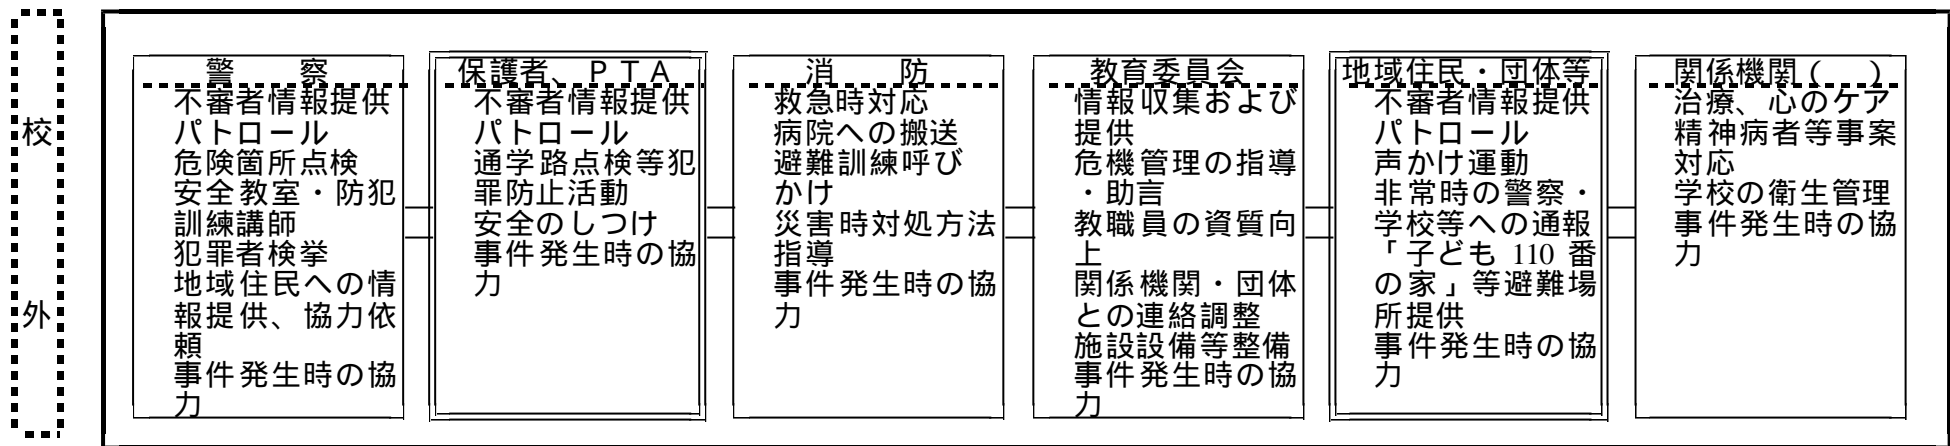 校
外
警　察
不審者情報提供
パトロール
危険箇所点検
安全教室・防犯
訓練講師
犯罪者検挙
地域住民への情
報提供、協力依
頼
事件発生時の協
力
保護者、ＰＴＡ
不審者情報提供
パトロール
通学路点検等犯
罪防止活動
安全のしつけ
事件発生時の協
力
消　防
救急時対応
病院への搬送
避難訓練呼び
かけ
災害時対処方法
指導
事件発生時の協
力
教育委員会
情報収集および
提供
危機管理の指導
・助言
教職員の資質向
上
関係機関・団体
との連絡調整
施設設備等整備
事件発生時の協
力
地域住民・団体等
不審者情報提供
パトロール
声かけ運動
非常時の警察・
学校等への通報
「子ども 110 番
の家」等避難場
所提供
事件発生時の協
力
関係機関（　）
治療、心のケア
精神病者等事案
対応
学校の衛生管理
事件発生時の協
力